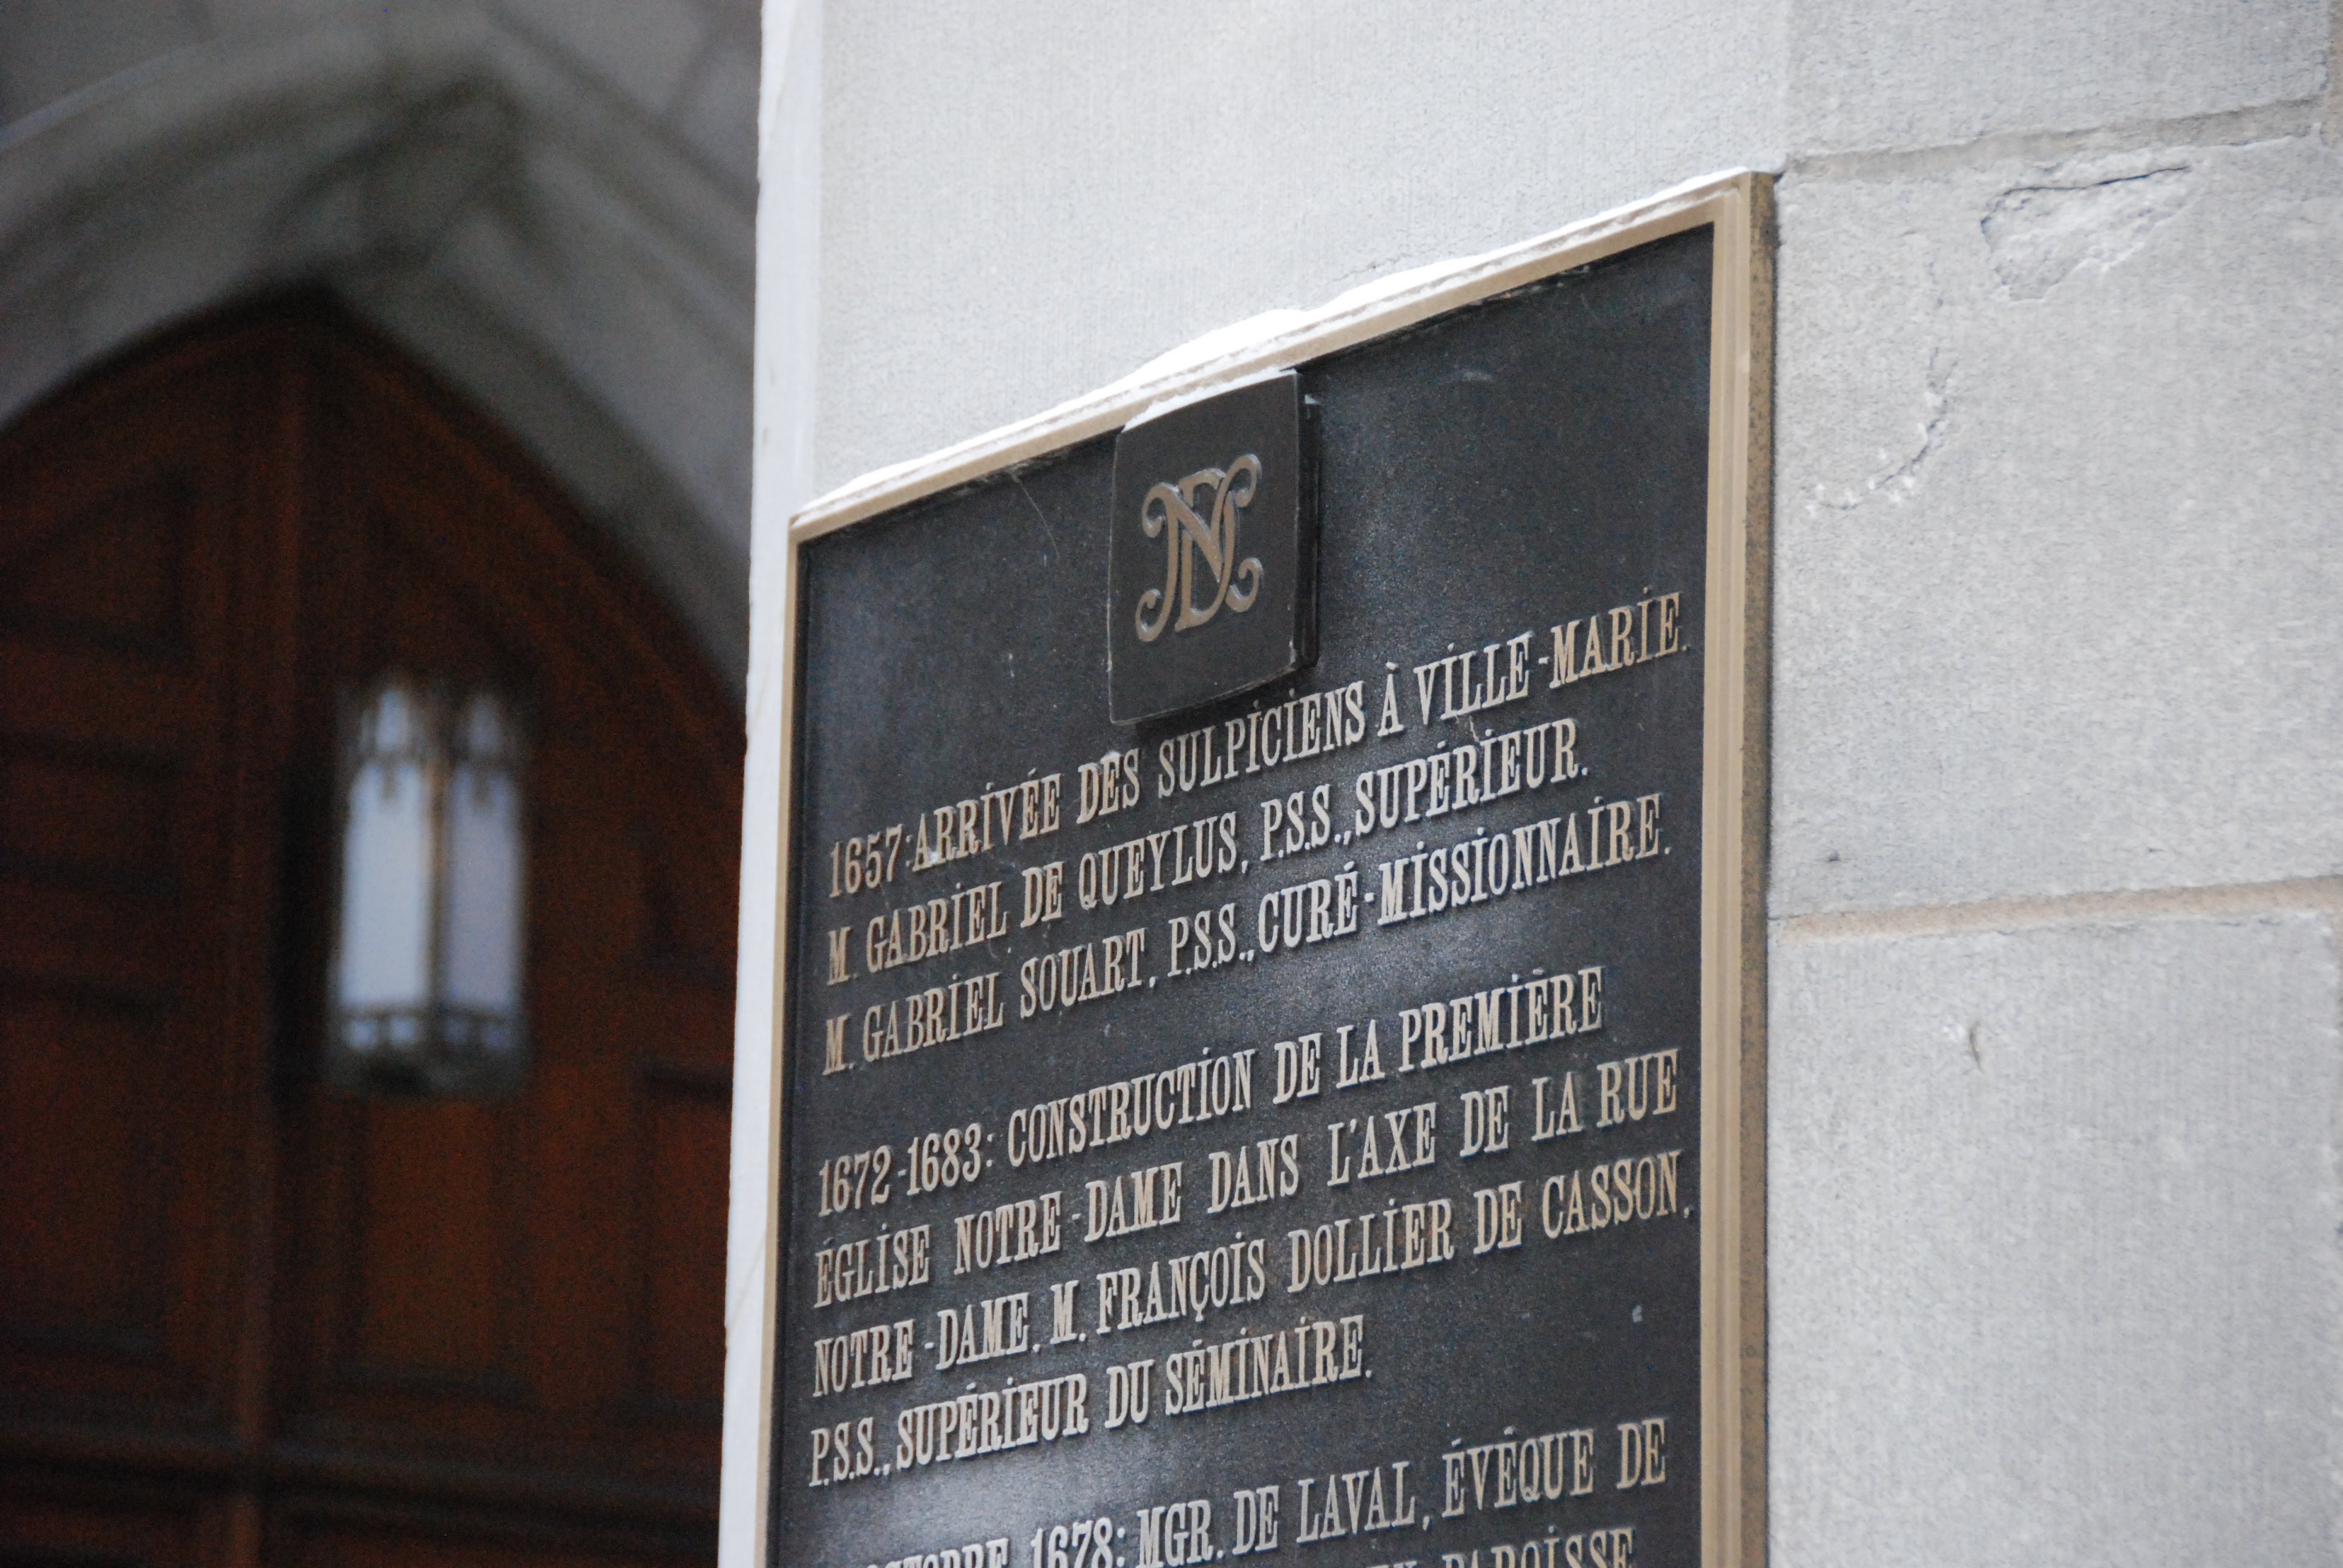 ND
1657: ARRIVÉE DES SULPICIENS À VILLE-MARIE.
M. GABRIEL DE QUEYLUS, P.S.S., SUPÉRIEUR.
M. GABRIEL SOUART, P.S.S., CURÉ-MISSIONNAIRE.
1672-1683: CONSTRUCTION DE LA PREMIÈRE
ÉGLISE NOTRE-DAME DANS L'AXE DE LA RUE
NOTRE-DAME. M. FRANÇOIS DOLLIER DE CASSON,
P.S.S., SUPÉRIEUR DU SÉMINAIRE.
OCTOBRE 1678: MGR. DE LAVAL, ÉVÊQUE DE
PAROISSE